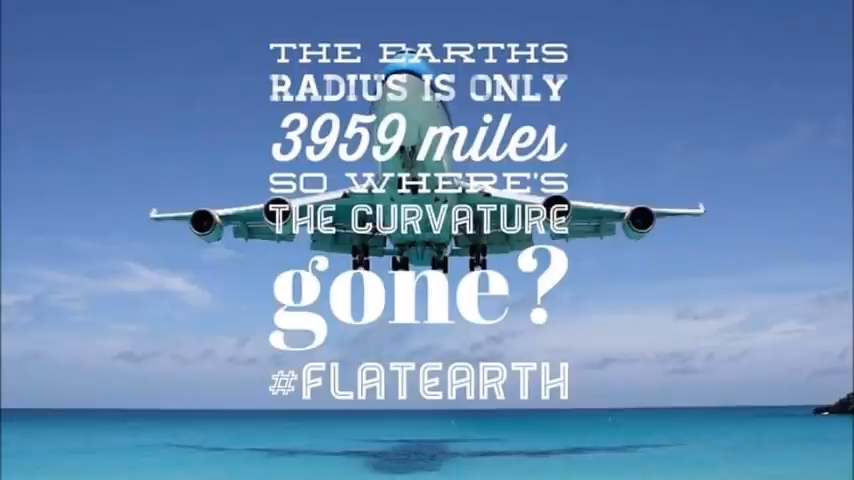 THE EARTHS
RADIUS IS ONLY
3959 miles
SO WHERE'S
THE CURVATURE
gone?
#FLATEARTH